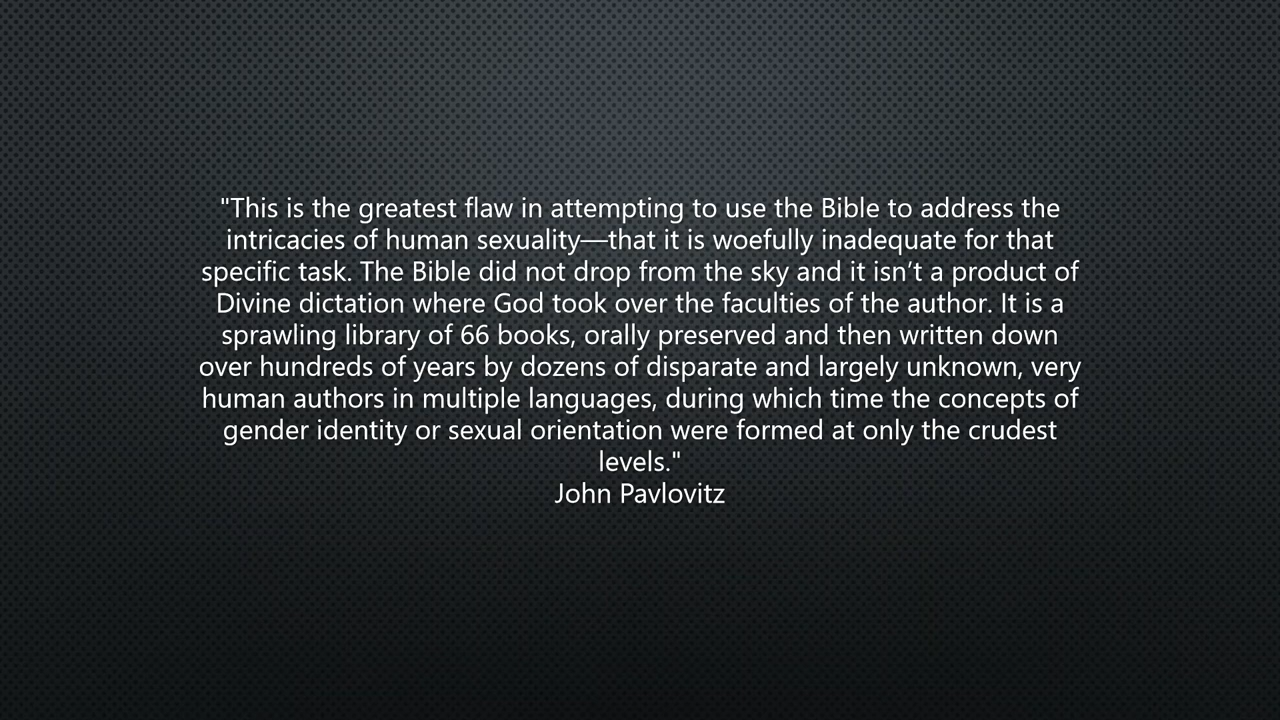 "This is the greatest flaw in attempting to use the Bible to address the
intricacies of human sexuality—that it is woefully inadequate for that
specific task. The Bible did not drop from the sky and it isn’t a product of
Divine dictation where God took over the faculties of the author. It is a
sprawling library of 66 books, orally preserved and then written down
over hundreds of years by dozens of disparate and largely unknown, very
human authors in multiple languages, during which time the concepts of
gender identity or sexual orientation were formed at only the crudest
levels."
John Pavlovitz